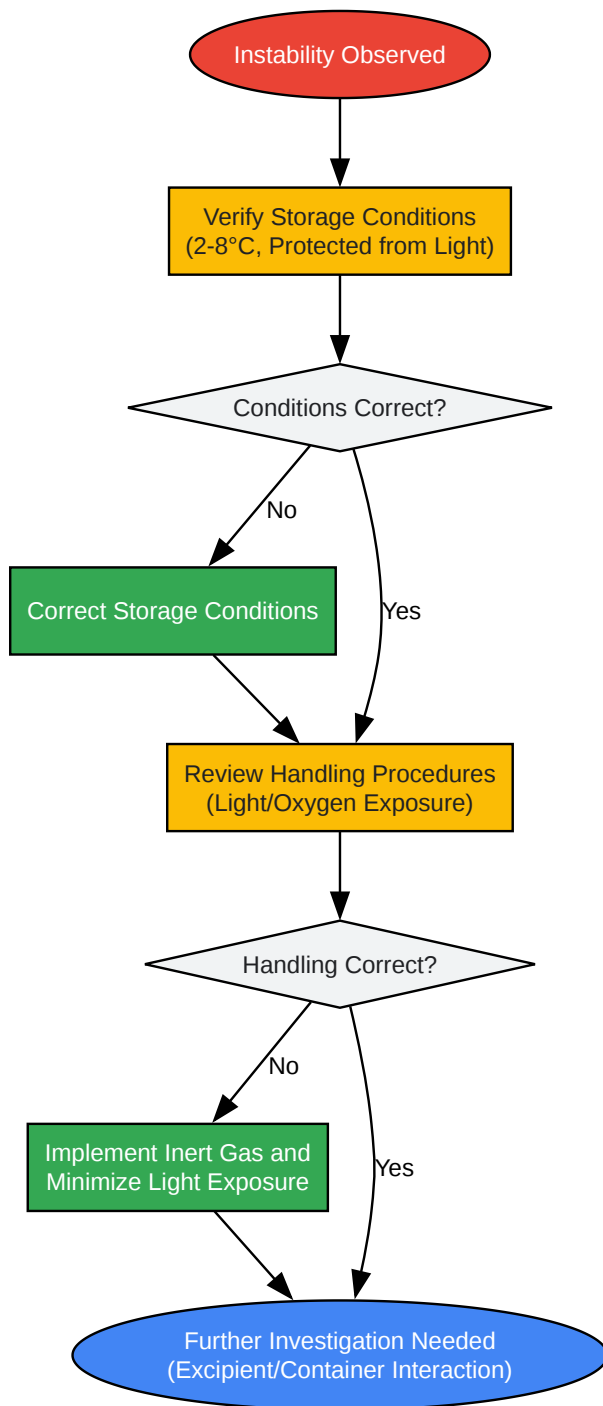 Instability Observed
Verify Storage Conditions
(2-8°C, Protected from Light)
Conditions Correct?
No
Correct Storage Conditions
Yes
Review Handling Procedures
(Light/Oxygen Exposure)
Handling Correct?
No
Implement Inert Gas and
Minimize Light Exposure
Yes
Further Investigation Needed
(Excipient/Container Interaction)